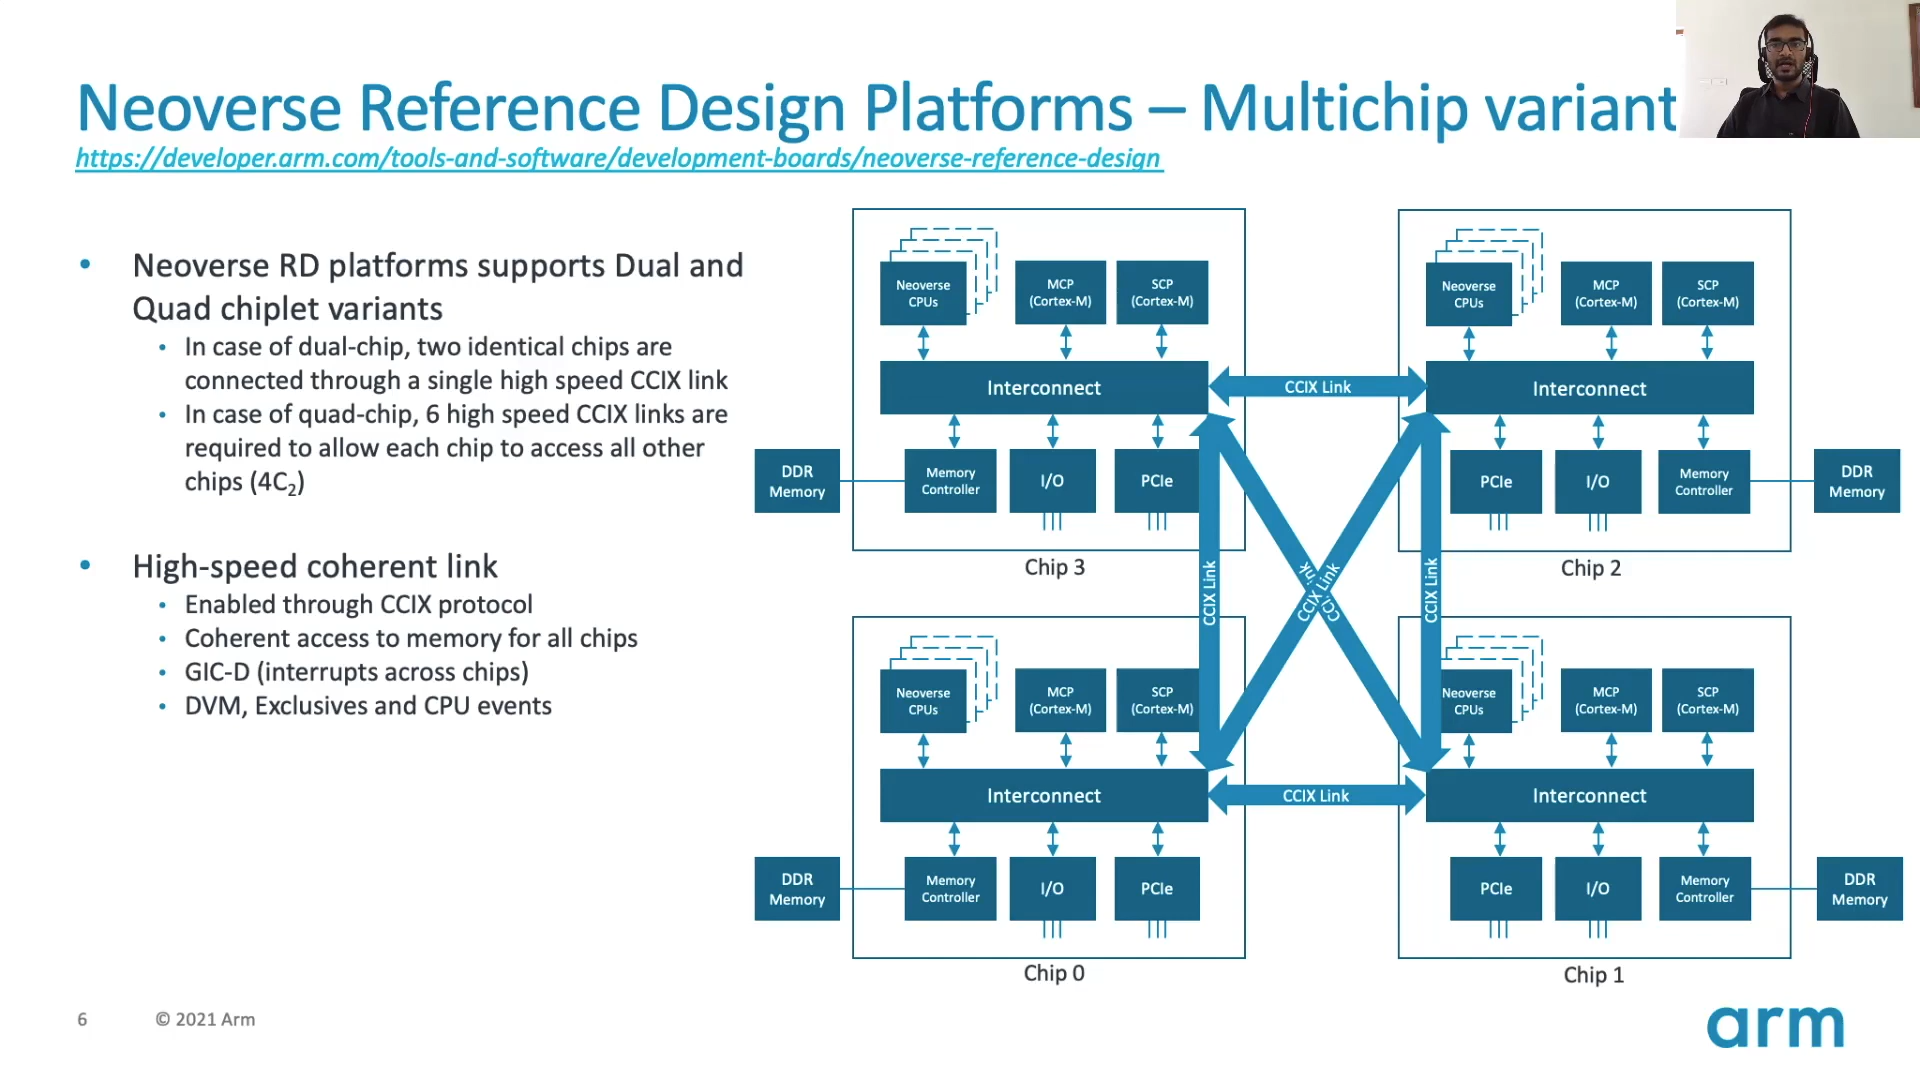 Neoverse Reference Design Platforms – Multichip variant
https://developer.arm.com/tools-and-software/development-boards/neoverse-reference-design
• Neoverse RD platforms supports Dual and
Quad chiplet variants
• In case of dual-chip, two identical chips are
connected through a single high speed CCIX link
• In case of quad-chip, 6 high speed CCIX links are
required to allow each chip to access all other
chips (4C2)
• High-speed coherent link
• Enabled through CCIX protocol
• Coherent access to memory for all chips
• GIC-D (interrupts across chips)
• DVM, Exclusives and CPU events
Neoverse
CPUs
MCP
(Cortex-M)
SCP
(Cortex-M)
Interconnect
DDR
Memory
Memory
Controller
I/O
PCIe
Chip 3
CCIX Link
Neoverse
CPUs
MCP
(Cortex-M)
SCP
(Cortex-M)
Interconnect
PCIe
I/O
Memory
Controller
DDR
Memory
Chip 2
CCIX Link
CCIX Link
CCIX Link
Neoverse
CPUs
MCP
(Cortex-M)
SCP
(Cortex-M)
Interconnect
DDR
Memory
Memory
Controller
I/O
PCIe
Chip 0
CCIX Link
Neoverse
CPUs
MCP
(Cortex-M)
SCP
(Cortex-M)
Interconnect
PCIe
I/O
Memory
Controller
DDR
Memory
Chip 1
6
© 2021 Arm
arm